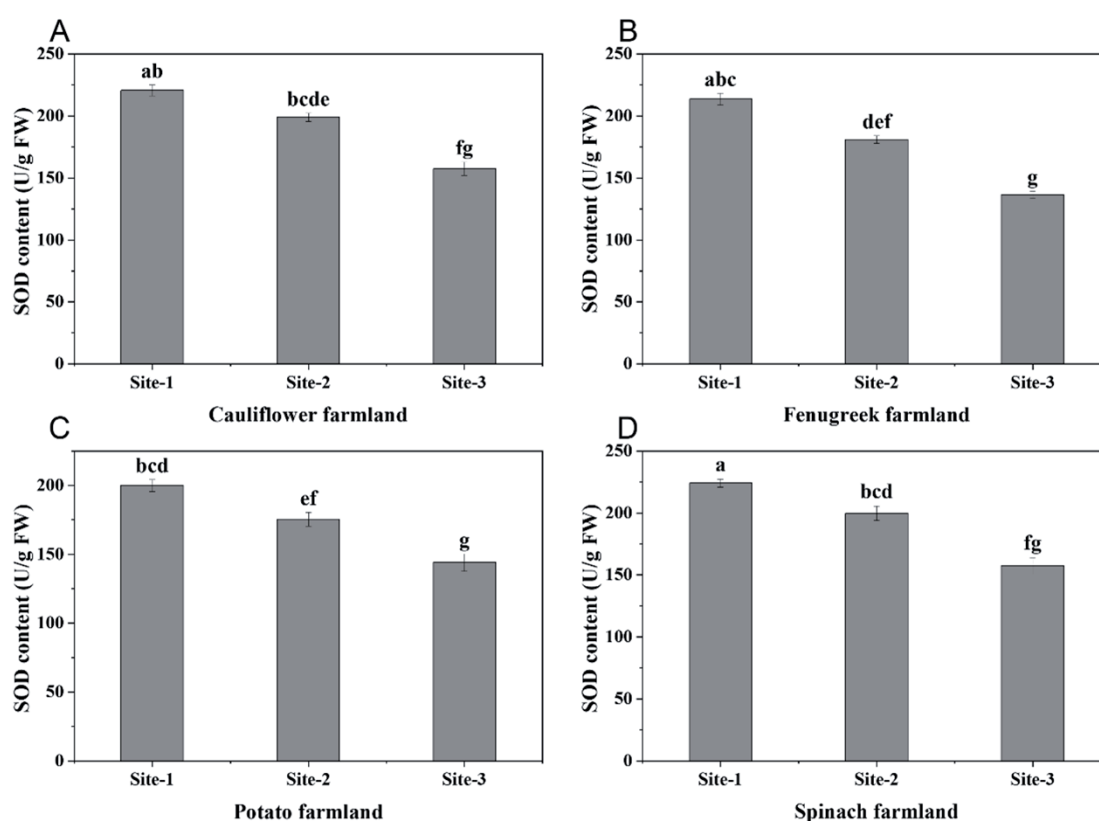 A
SOD content (U/g FW)
250
200
150
100
50
0
ab
bcde
fg
Site-1
Site-2
Site-3
Cauliflower farmland
B
SOD content (U/g FW)
250
200
150
100
50
0
abc
def
g
Site-1
Site-2
Site-3
Fenugreek farmland
C
SOD content (U/g FW)
200
150
100
50
0
bcd
ef
g
Site-1
Site-2
Site-3
Potato farmland
D
SOD content (U/g FW)
250
200
150
100
50
0
a
bcd
fg
Site-1
Site-2
Site-3
Spinach farmland